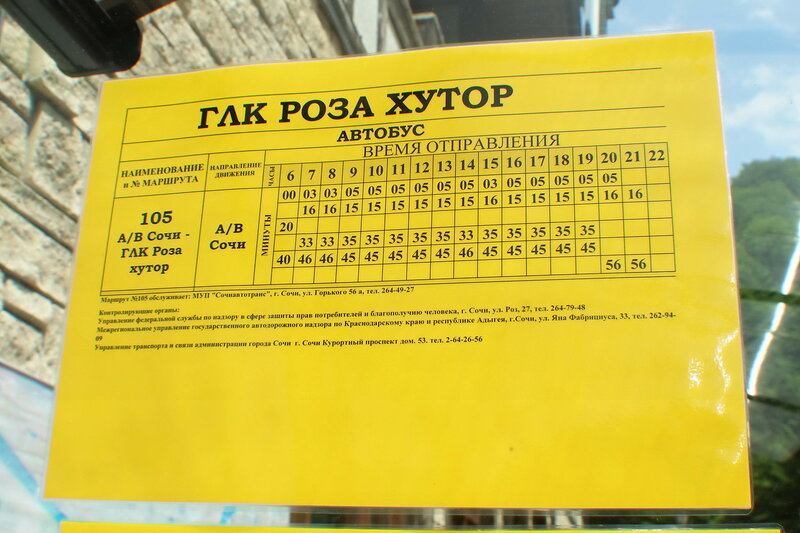 ГЛК РОЗА ХУТОР
АВТОБУС
ВРЕМЯ ОТПРАВЛЕНИЯ
НАИМЕНОВАНИЕ и № МАРШРУТА НАПРАВЛЕНИЕ ДВИЖЕНИЯ ЧАСЫ 6 7 8 9 10 11 12 13 14 15 16 17 18 19 20 21 22
105
А/В Сочи -
ГЛК Роза
хутор
А/В
Сочи
МИНУТЫ
00 03 03 05 05 05 05 05 05 03 05 05 05 05 05
16 16 15 15 15 15 15 15 15 15 15 15 15 16 16
20
33 33 35 35 35 35 33 33 35 35 35 35 35
40 46 46 45 45 45 45 45 46 45 45 45 45 45
56 56
Маршрут №105 обслуживает: МУП "Сочиавтотранс", г. Сочи, ул. Горького 56 а, тел. 264-49-27
Контролирующие органы:
Управление федеральной службы по надзору в сфере защиты прав потребителей и благополучию человека, г. Сочи, ул. Роз, 27, тел. 264-79-48
Межрегиональное управление государственного автодорожного надзора по Краснодарскому краю и республике Адыгея, г.Сочи, ул. Яна Фабрициуса, 33, тел. 262-94-
09
Управление транспорта и связи администрации города Сочи г. Сочи Курортный проспект дом. 53. тел. 2-64-26-56